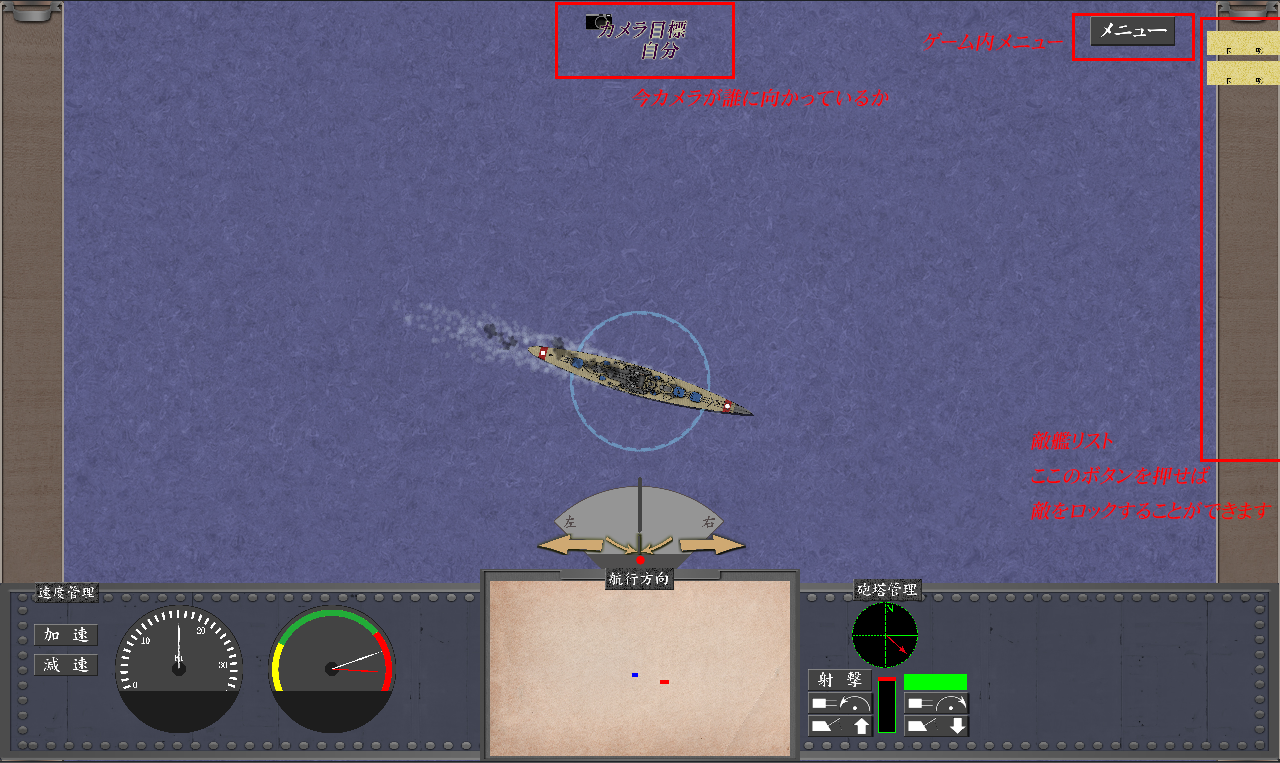 カメラ目標
自分
ゲーム内メニュー
メニュー
今カメラが誰に向かっているか
敵艦リスト
ここのボタンを押せば
敵をロックすることができます
左
右
航行方向
速度管理
加 速
減 速
0
10
20
30
砲塔管理
N
射 撃